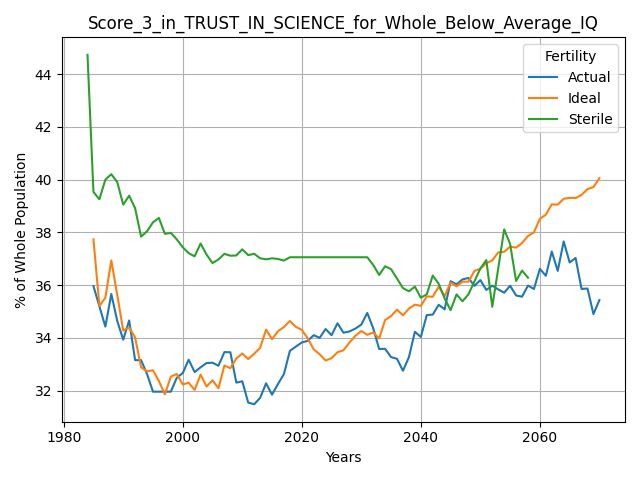 Score_3_in_TRUST_IN_SCIENCE_for_Whole_Below_Average_IQ
Fertility
Actual
Ideal
Sterile
% of Whole Population
44
42
40
38
36
34
32
1980 2000 2020 2040 2060
Years